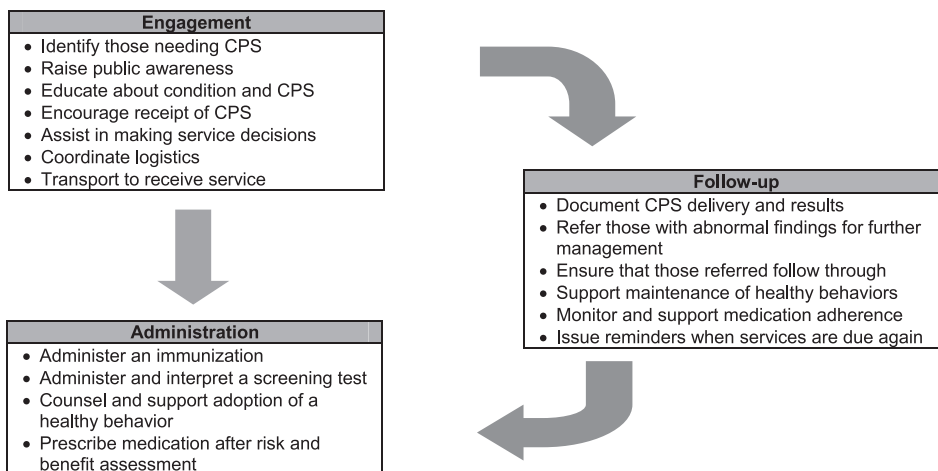 Engagement
• Identify those needing CPS
• Raise public awareness
• Educate about condition and CPS
• Encourage receipt of CPS
• Assist in making service decisions
• Coordinate logistics
• Transport to receive service
Follow-up
• Document CPS delivery and results
• Refer those with abnormal findings for further
management
• Ensure that those referred follow through
• Support maintenance of healthy behaviors
• Monitor and support medication adherence
• Issue reminders when services are due again
Administration
• Administer an immunization
• Administer and interpret a screening test
• Counsel and support adoption of a
healthy behavior
• Prescribe medication after risk and
benefit assessment